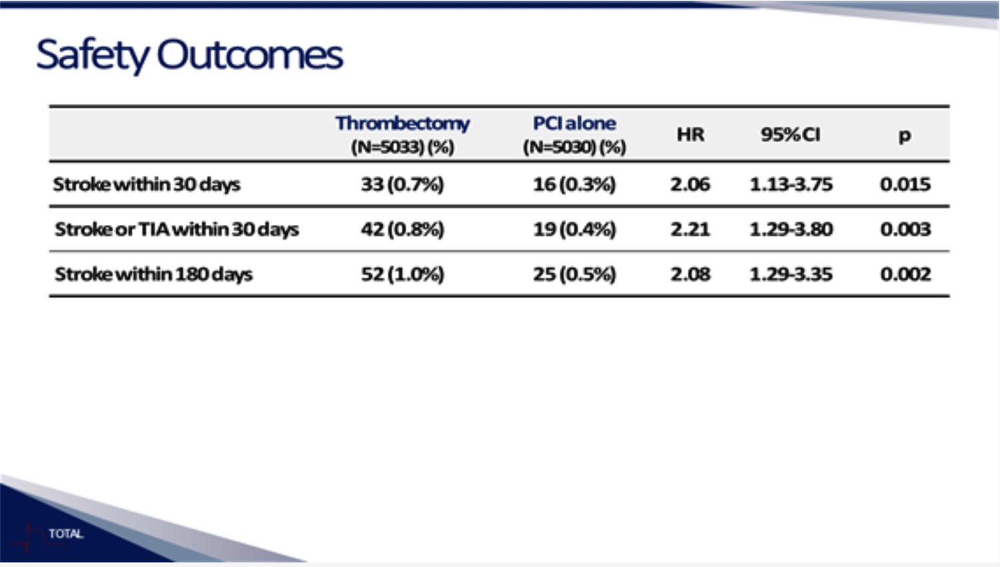 Safety Outcomes
Thrombectomy PCI alone HR 95% CI p
(N=5033) (%) (N=5030) (%)
Stroke within 30 days 33 (0.7%) 16 (0.3%) 2.06 1.13-3.75 0.015
Stroke or TIA within 30 days 42 (0.8%) 19 (0.4%) 2.21 1.29-3.80 0.003
Stroke within 180 days 52 (1.0%) 25 (0.5%) 2.08 1.29-3.35 0.002
TOTAL